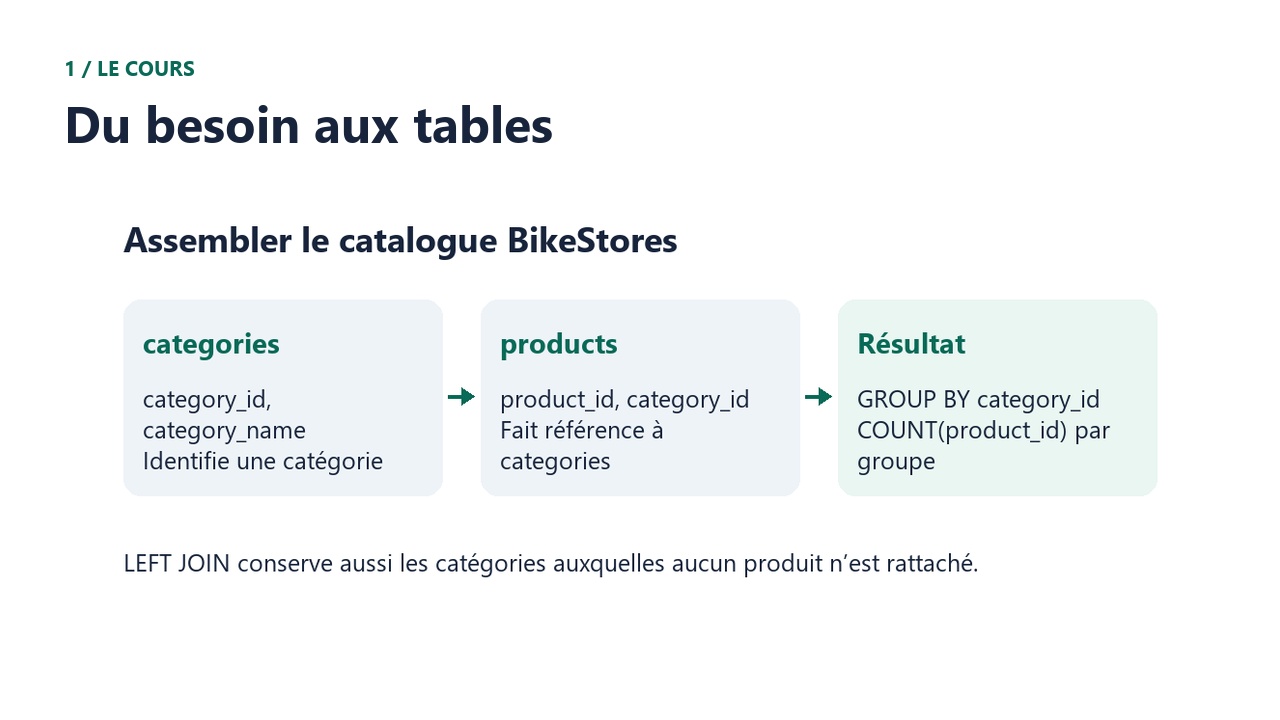 1 / LE COURS
Du besoin aux tables
Assembler le catalogue BikeStores
categories
category_id,
category_name
Identifie une catégorie
products
product_id, category_id
Fait référence à
categories
Résultat
GROUP BY category_id
COUNT(product_id) par
groupe
LEFT JOIN conserve aussi les catégories auxquelles aucun produit n’est rattaché.